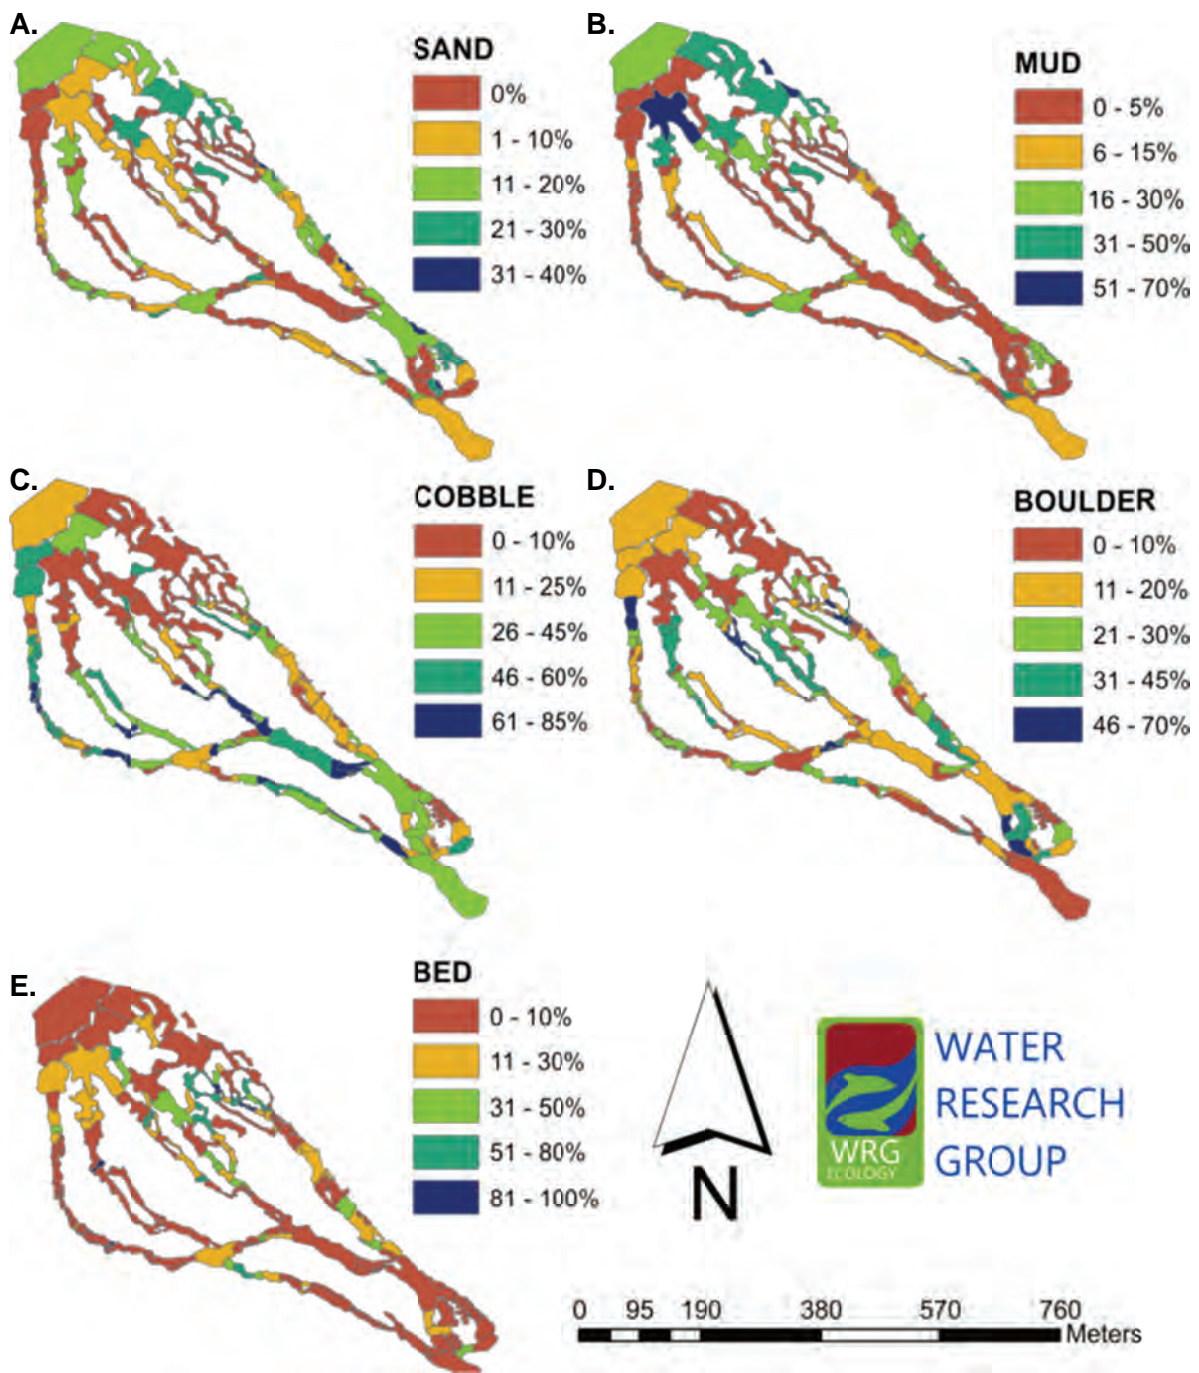 A.
SAND
0%
1 - 10%
11 - 20%
21 - 30%
31 - 40%
B.
MUD
0 - 5%
6 - 15%
16 - 30%
31 - 50%
51 - 70%
C.
COBBLE
0 - 10%
11 - 25%
26 - 45%
46 - 60%
61 - 85%
D.
BOULDER
0 - 10%
11 - 20%
21 - 30%
31 - 45%
46 - 70%
E.
BED
0 - 10%
11 - 30%
31 - 50%
51 - 80%
81 - 100%
N
WRG
ECOLOGY
WATER
RESEARCH
GROUP
0 95 190 380 570 760
Meters